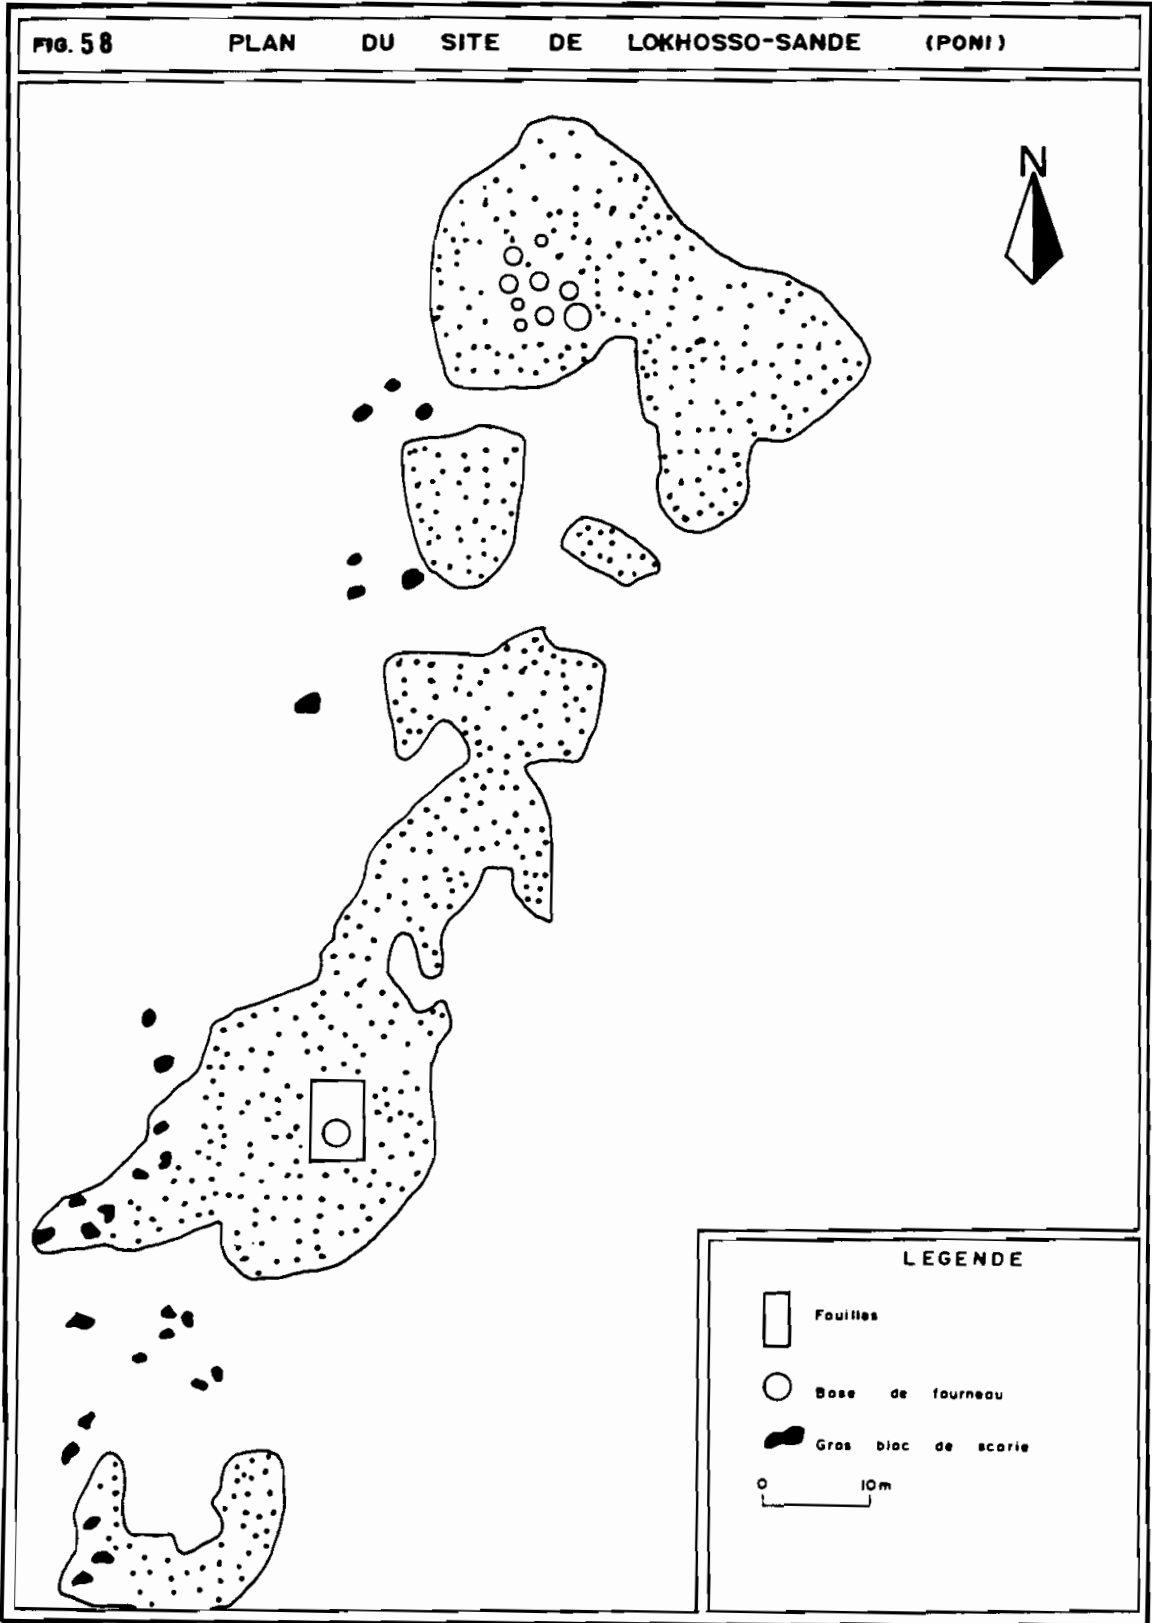 FIG. 58 PLAN DU SITE DE LOKHOSSO-SANDE (PONI)
N
LEGENDE
Fouilles
Base de fourneau
Gros bloc de scorie
0 10m